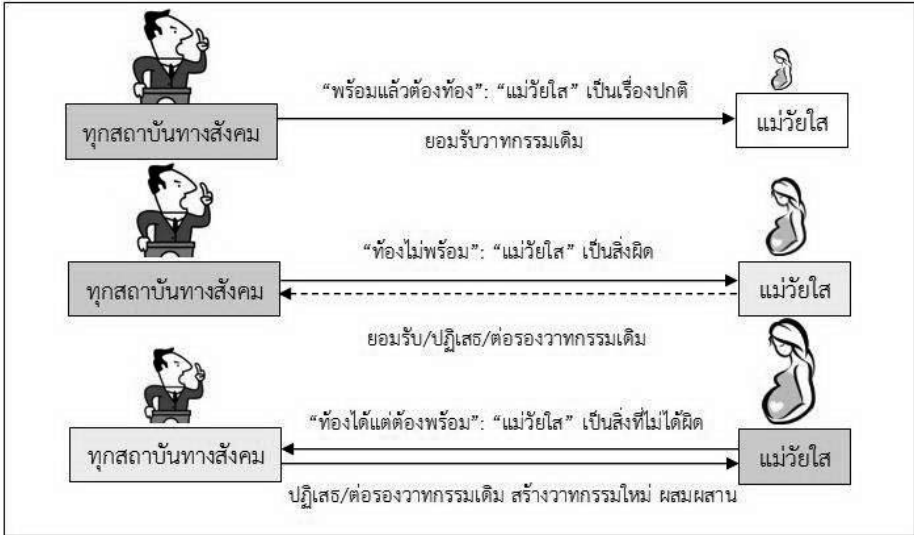 “พร้อมแล้วต้องท้อง”: “แม่วัยใส” เป็นเรื่องปกติ
ทุกสถาบันทางสังคม
แม่วัยใส
ยอมรับวาทกรรมเดิม
“ท้องไม่พร้อม”: “แม่วัยใส” เป็นสิ่งผิด
ทุกสถาบันทางสังคม
แม่วัยใส
ยอมรับ/ปฏิเสธ/ต่อรองวาทกรรมเดิม
“ท้องได้แต่ต้องพร้อม”: “แม่วัยใส” เป็นสิ่งที่ไม่ได้ผิด
ทุกสถาบันทางสังคม
แม่วัยใส
ปฏิเสธ/ต่อรองวาทกรรมเดิม สร้างวาทกรรมใหม่ ผสมผสาน